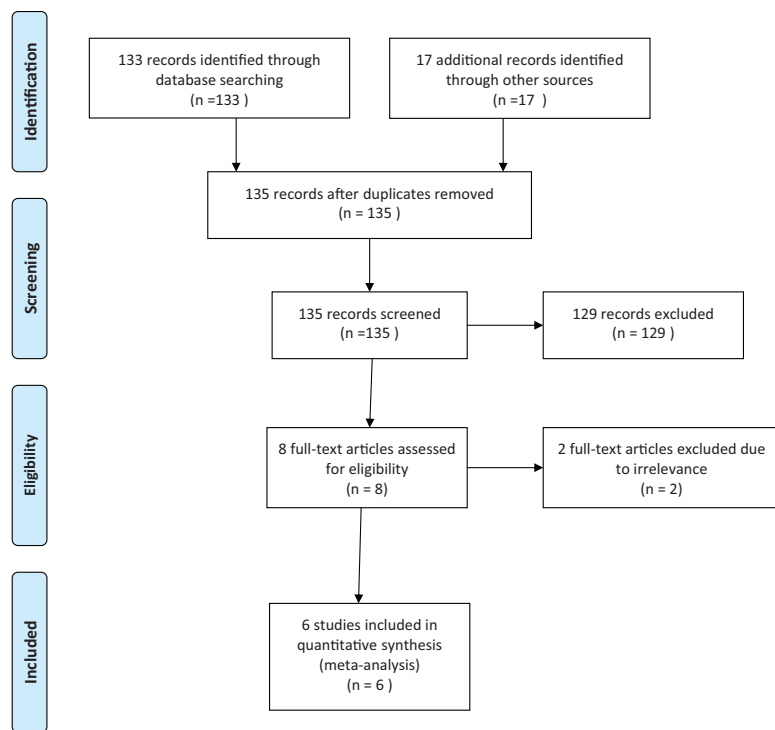 Identification
133 records identified through
database searching
(n =133 )
17 additional records identified
through other sources
(n =17 )
135 records after duplicates removed
(n = 135 )
Screening
135 records screened
(n =135 )
129 records excluded
(n = 129 )
Eligibility
8 full-text articles assessed
for eligibility
(n = 8)
2 full-text articles excluded due
to irrelevance
(n = 2)
Included
6 studies included in
quantitative synthesis
(meta-analysis)
(n = 6 )